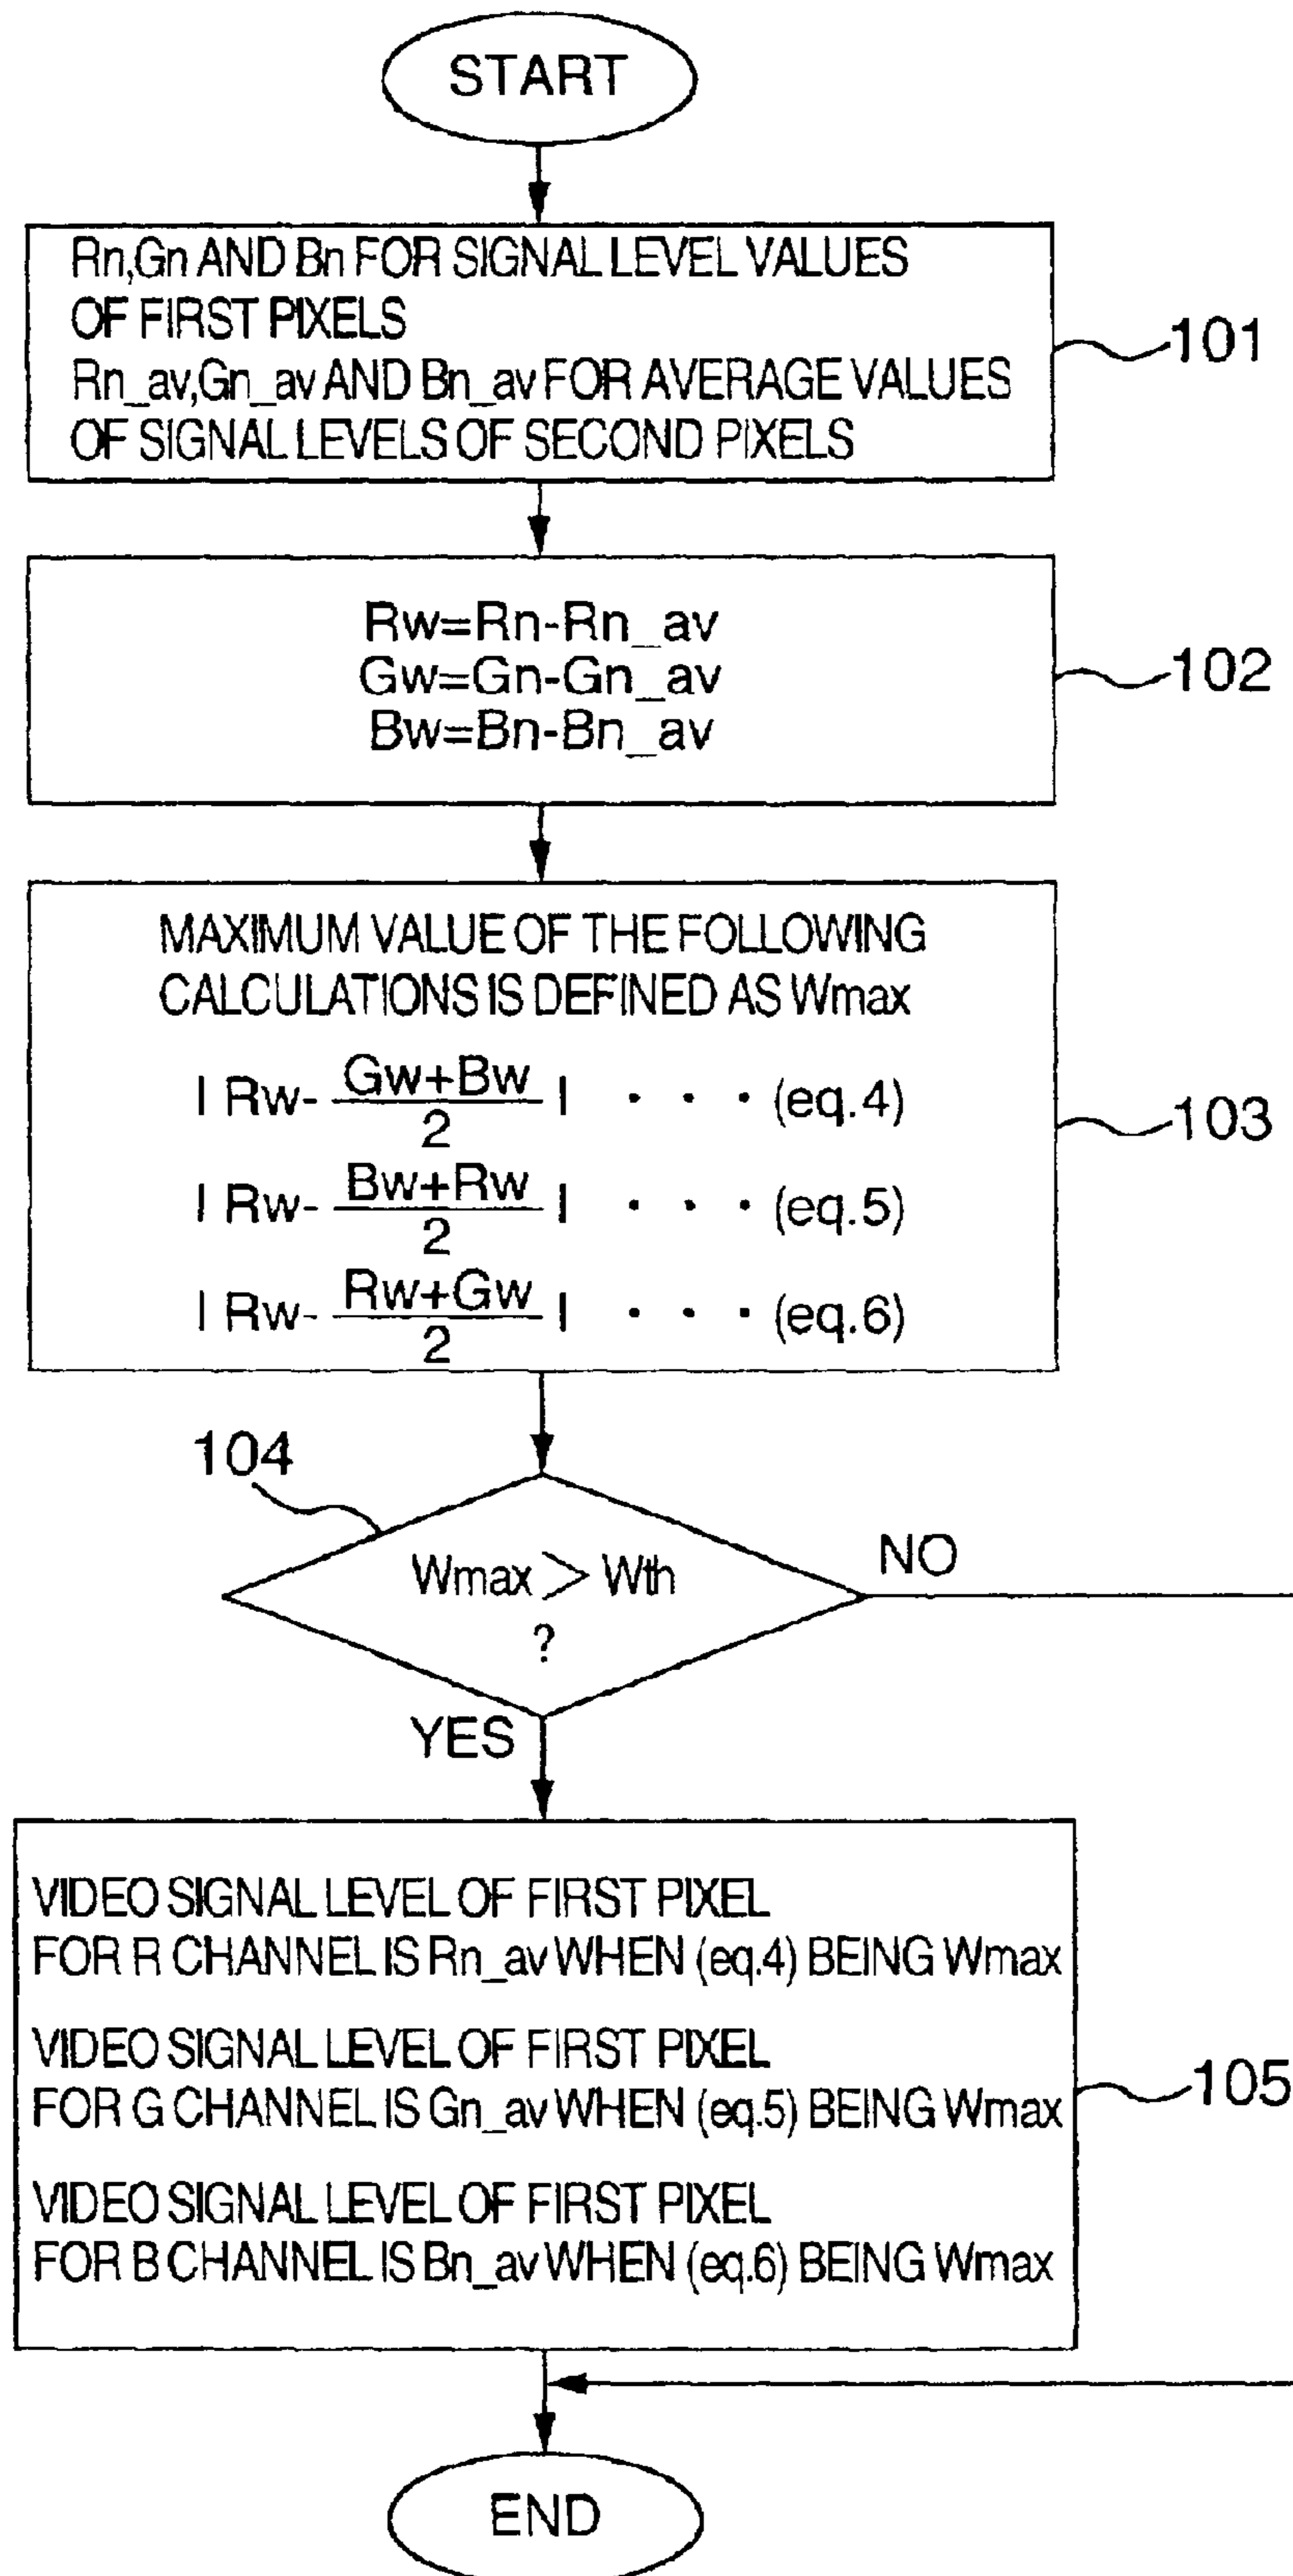 START
Rn,Gn AND Bn FOR SIGNAL LEVEL VALUES
OF FIRST PIXELS
Rn_av,Gn_av AND Bn_av FOR AVERAGE VALUES
OF SIGNAL LEVELS OF SECOND PIXELS
101
Rw=Rn-Rn_av
Gw=Gn-Gn_av
Bw=Bn-Bn_av
102
MAXIMUM VALUE OF THE FOLLOWING
CALCULATIONS IS DEFINED AS Wmax
| Rw- (Gw+Bw)/2 | · · · (eq.4)
| Rw- (Bw+Rw)/2 | · · · (eq.5)
| Rw- (Rw+Gw)/2 | · · · (eq.6)
103
104
Wmax > Wth
?
NO
YES
VIDEO SIGNAL LEVEL OF FIRST PIXEL
FOR R CHANNEL IS Rn_av WHEN (eq.4) BEING Wmax
VIDEO SIGNAL LEVEL OF FIRST PIXEL
FOR G CHANNEL IS Gn_av WHEN (eq.5) BEING Wmax
VIDEO SIGNAL LEVEL OF FIRST PIXEL
FOR B CHANNEL IS Bn_av WHEN (eq.6) BEING Wmax
105
END